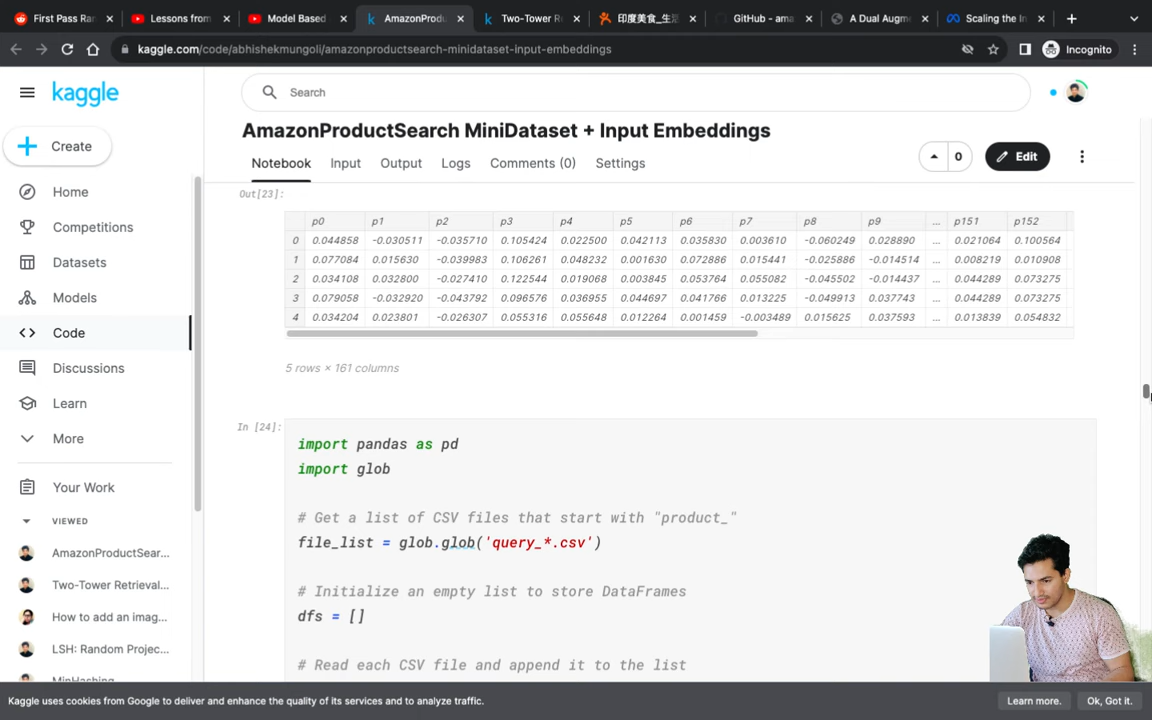 First Pass Ran
Lessons from
Model Based
AmazonProdu
Two-Tower Re
印度美食_生活
GitHub - ama
A Dual Augme
Scaling the In
kaggle.com/code/abhishekmungoli/amazonproductsearch-minidataset-input-embeddings
Incognito
kaggle
Search
Create
AmazonProductSearch MiniDataset + Input Embeddings
0
Edit
Notebook
Input
Output
Logs
Comments (0)
Settings
Home
Competitions
Datasets
Models
Code
Discussions
Learn
More
Your Work
VIEWED
AmazonProductSear...
Two-Tower Retrieval...
How to add an imag...
LSH: Random Projec...
MinHashing
Out[23]:
p0 p1 p2 p3 p4 p5 p6 p7 p8 p9 ... p151 p152
0 0.044858 -0.030511 -0.035710 0.105424 0.022500 0.042113 0.035830 0.003610 -0.060249 0.028890 ... 0.021064 0.100564
1 0.077084 0.015630 -0.039983 0.106261 0.048232 0.001630 0.072886 0.015441 -0.025886 -0.014514 ... 0.008219 0.010908
2 0.034108 0.032800 -0.027410 0.122544 0.019068 0.003845 0.053764 0.055082 -0.045502 -0.014437 ... 0.044289 0.073275
3 0.079058 -0.032920 -0.043792 0.096576 0.036955 0.044697 0.041766 0.013225 -0.049913 0.037743 ... 0.044289 0.073275
4 0.034204 0.023801 -0.026307 0.055316 0.055648 0.012264 0.001459 -0.003489 0.015625 0.037593 ... 0.013839 0.054832
5 rows × 161 columns
In [24]:
import pandas as pd
import glob
# Get a list of CSV files that start with "product_"
file_list = glob.glob('query_*.csv')
# Initialize an empty list to store DataFrames
dfs = []
# Read each CSV file and append it to the list
Kaggle uses cookies from Google to deliver and enhance the quality of its services and to analyze traffic.
Learn more.
Ok, Got it.